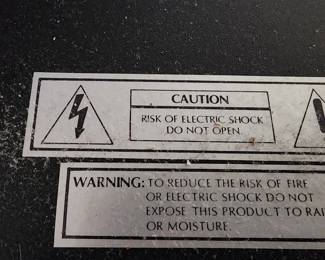 CAUTION
RISK OF ELECTRIC SHOCK
DO NOT OPEN
WARNING: TO REDUCE THE RISK OF FIRE
OR ELECTRIC SHOCK DO NOT
EXPOSE THIS PRODUCT TO RAI
OR MOISTURE.